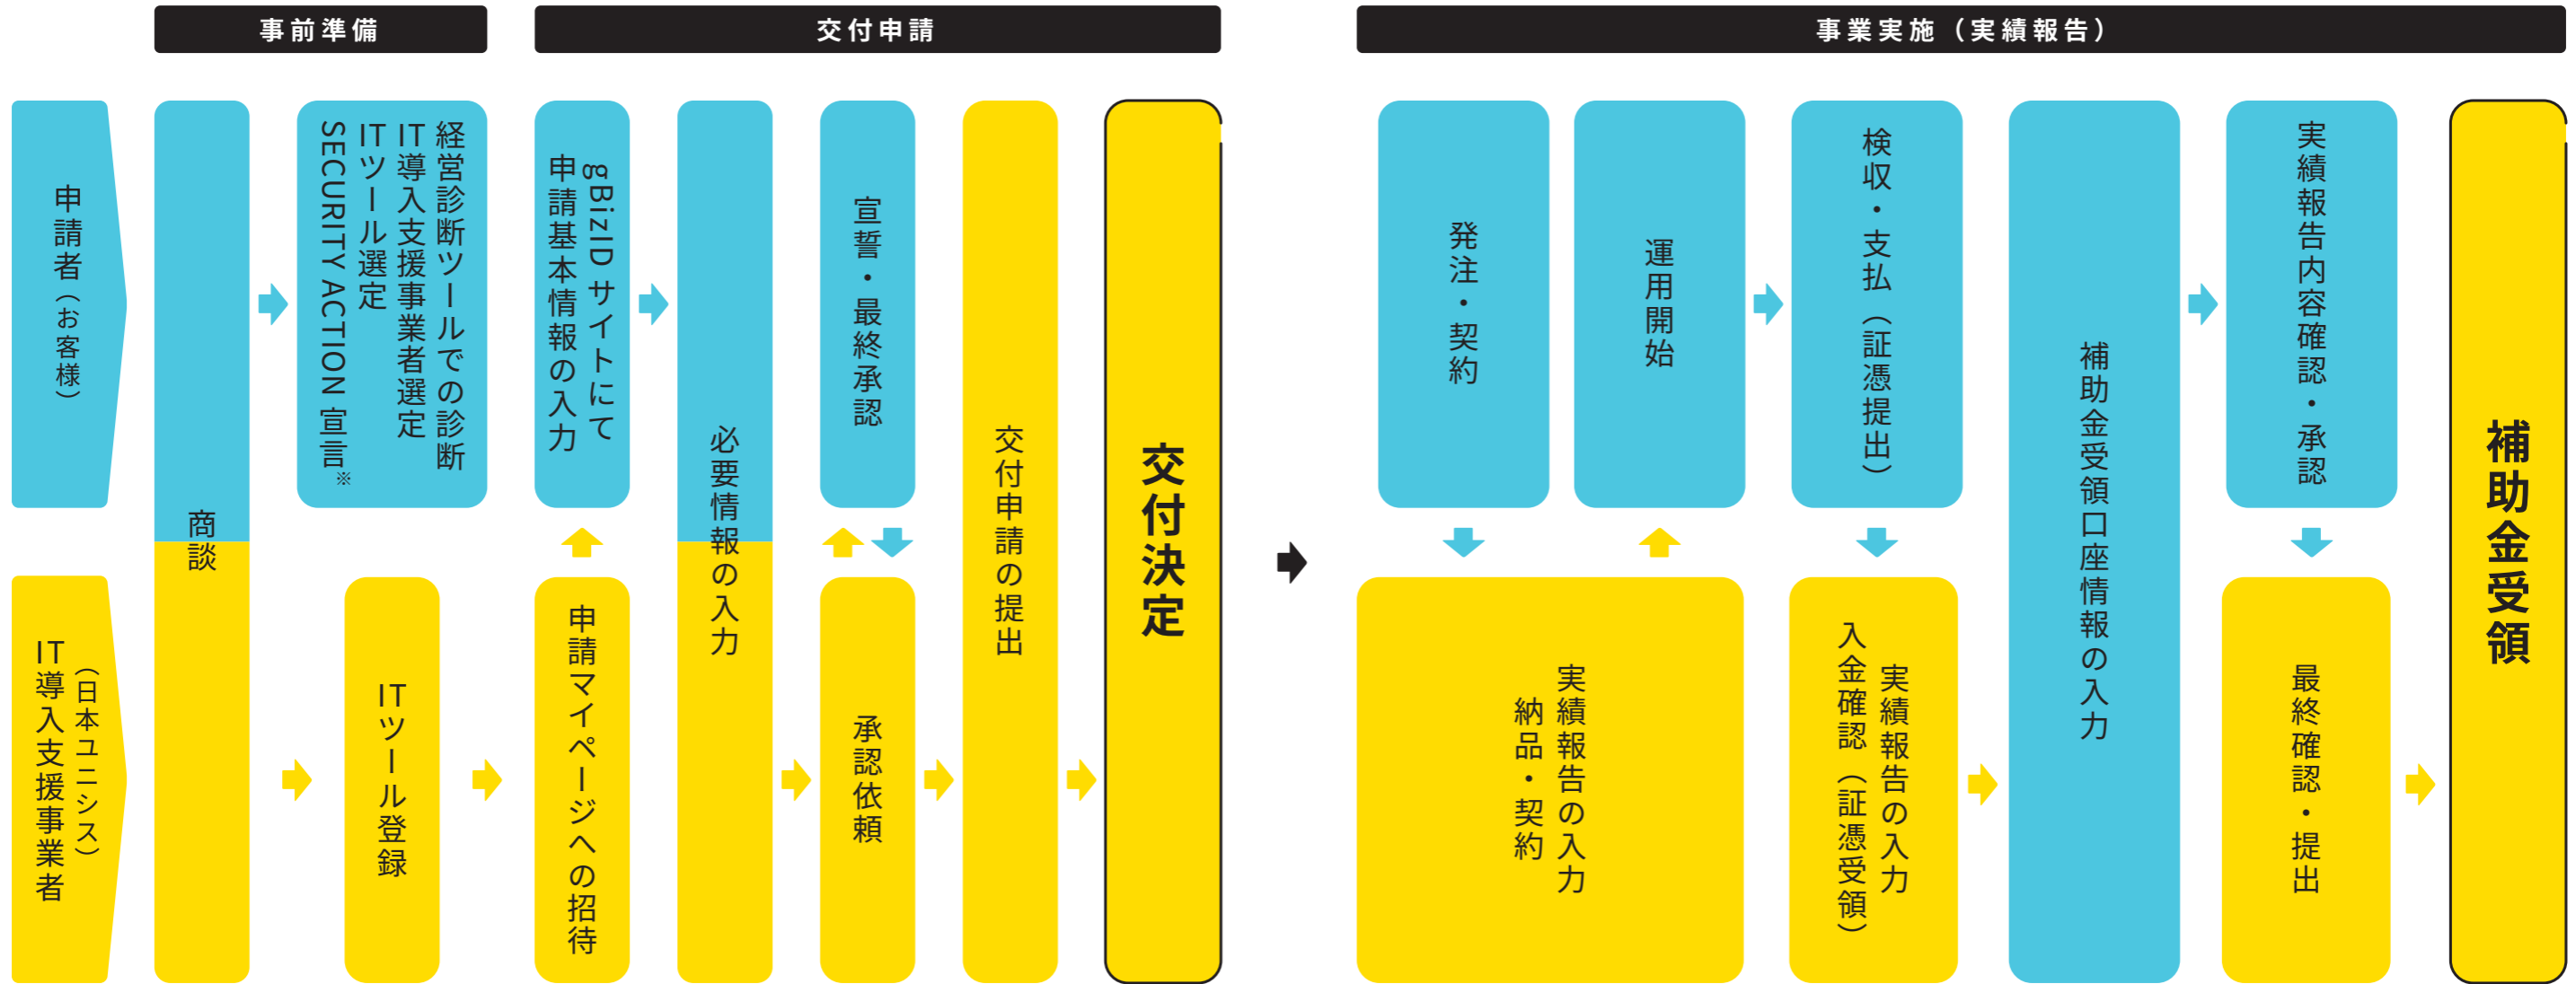 事前準備
交付申請
事業実施（実績報告）
申請者（お客様）
IT導入支援事業者
（日本ユニシス）
商談
経営診断ツールでの診断
IT導入支援事業者選定
ITツール選定
SECURITY ACTION 宣言※
ITツール登録
gBizID サイトにて
申請基本情報の入力
申請マイページへの招待
必要情報の入力
宣誓・最終承認
承認依頼
交付申請の提出
交付決定
発注・契約
運用開始
実績報告の入力
納品・契約
検収・支払（証憑提出）
実績報告の入力
入金確認（証憑受領）
補助金受領口座情報の入力
実績報告内容確認・承認
最終確認・提出
補助金受領